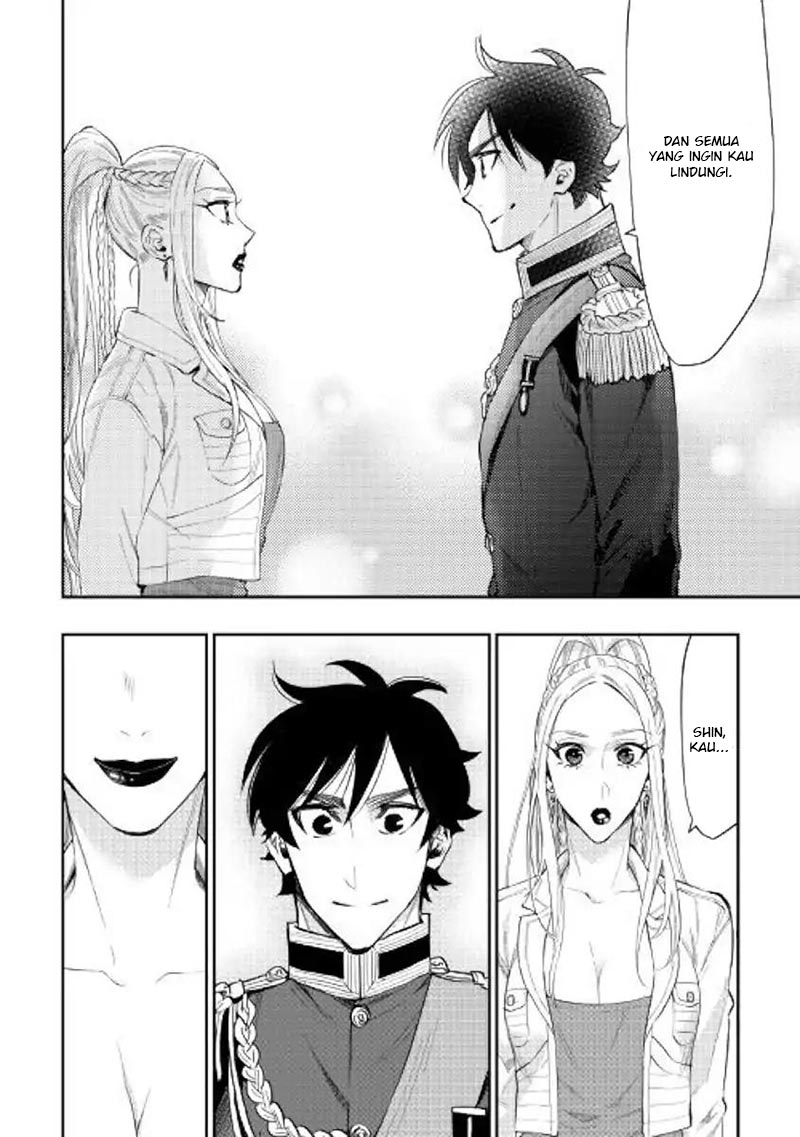 DAN SEMUA
YANG INGIN KAU
LINDUNGI.
SHIN,
KAU...